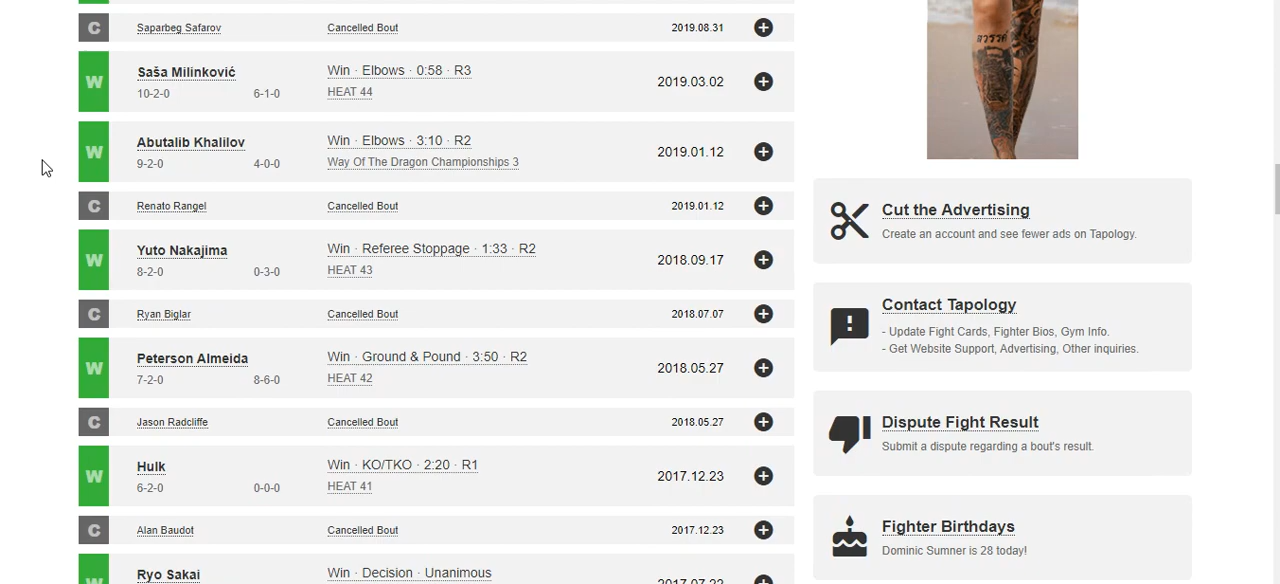 C Saparbeg Safarov Cancelled Bout 2019.08.31
W Saša Milinković Win · Elbows · 0:58 · R3 2019.03.02
10-2-0 6-1-0 HEAT 44
W Abutalib Khalilov Win · Elbows · 3:10 · R2 2019.01.12
9-2-0 4-0-0 Way Of The Dragon Championships 3
C Renato Rangel Cancelled Bout 2019.01.12
W Yuto Nakajima Win · Referee Stoppage · 1:33 · R2 2018.09.17
8-2-0 0-3-0 HEAT 43
C Ryan Biglar Cancelled Bout 2018.07.07
W Peterson Almeida Win · Ground & Pound · 3:50 · R2 2018.05.27
7-2-0 8-6-0 HEAT 42
C Jason Radcliffe Cancelled Bout 2018.05.27
W Hulk Win · KO/TKO · 2:20 · R1 2017.12.23
6-2-0 0-0-0 HEAT 41
C Alan Baudot Cancelled Bout 2017.12.23
W Ryo Sakai Win · Decision · Unanimous 2017.07.22
Cut the Advertising
Create an account and see fewer ads on Tapology.
Contact Tapology
- Update Fight Cards, Fighter Bios, Gym Info.
- Get Website Support, Advertising, Other inquiries.
Dispute Fight Result
Submit a dispute regarding a bout's result.
Fighter Birthdays
Dominic Sumner is 28 today!